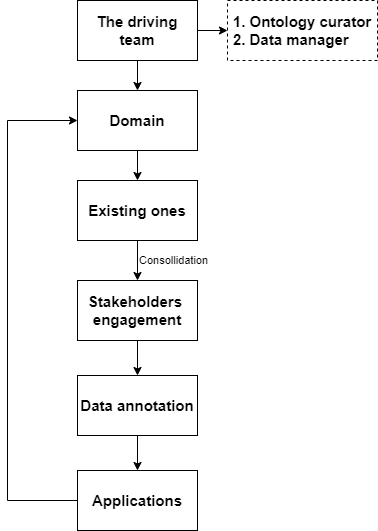 The driving
team
1. Ontology curator
2. Data manager
Domain
Existing ones
Consollidation
Stakeholders
engagement
Data annotation
Applications